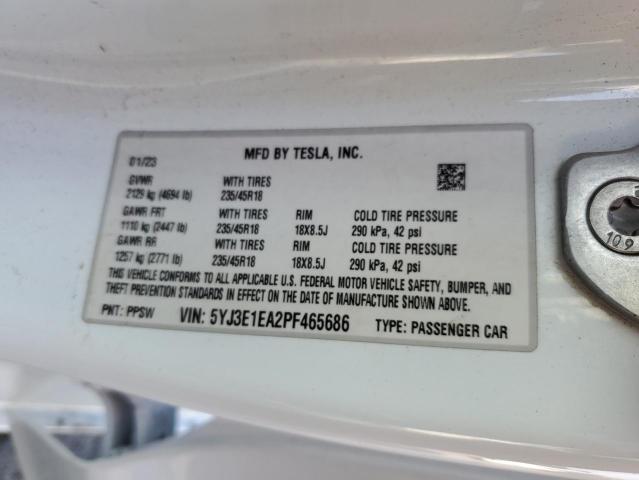 MFD BY TESLA, INC.
01/23
GVWR WITH TIRES
2129 kg (4694 lb) 235/45R18
GAWR FRT WITH TIRES RIM COLD TIRE PRESSURE
1110 kg (2447 lb) 235/45R18 18X8.5J 290 kPa, 42 psi
GAWR RR WITH TIRES RIM COLD TIRE PRESSURE
1257 kg (2771 lb) 235/45R18 18X8.5J 290 kPa, 42 psi
THIS VEHICLE CONFORMS TO ALL APPLICABLE U.S. FEDERAL MOTOR VEHICLE SAFETY, BUMPER, AND
THEFT PREVENTION STANDARDS IN EFFECT ON THE DATE OF MANUFACTURE SHOWN ABOVE.
PNT: PPSW VIN: 5YJ3E1EA2PF465686 TYPE: PASSENGER CAR
10.9